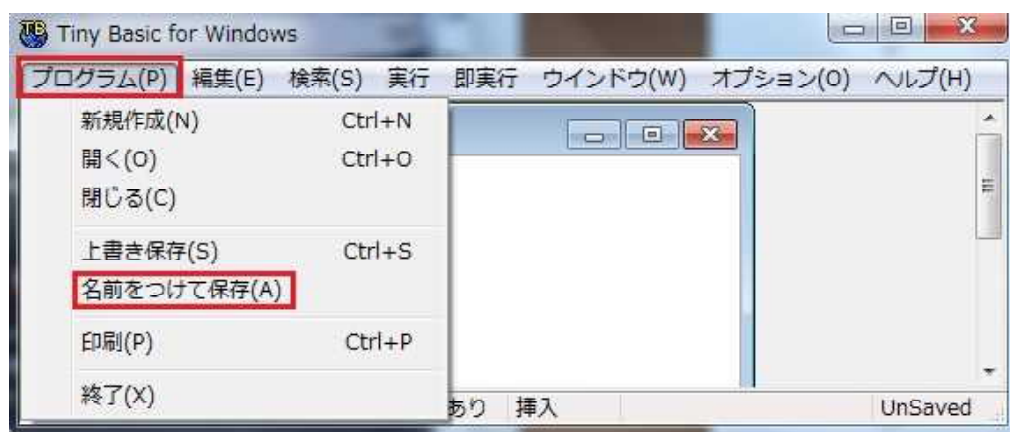 Tiny Basic for Windows
プログラム(P) 編集(E) 検索(S) 実行 即実行 ウインドウ(W) オプション(O) ヘルプ(H)
新規作成(N) Ctrl+N
開く(O) Ctrl+O
閉じる(C)
上書き保存(S) Ctrl+S
名前をつけて保存(A)
印刷(P) Ctrl+P
終了(X)
あり 挿入 UnSaved